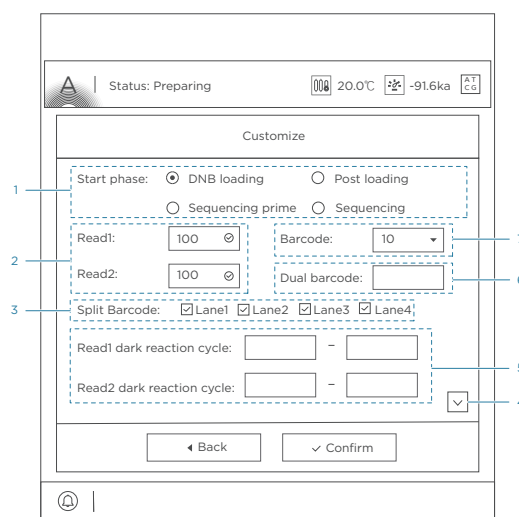 A Status: Preparing 20.0℃ -91.6ka AT CG
Customize
1 Start phase: DNB loading Post loading
Sequencing prime Sequencing
2 Read1: 100 Barcode: 10
Read2: 100 Dual barcode:
3 Split Barcode: Lane1 Lane2 Lane3 Lane4
Read1 dark reaction cycle: –
Read2 dark reaction cycle: –
Back Confirm